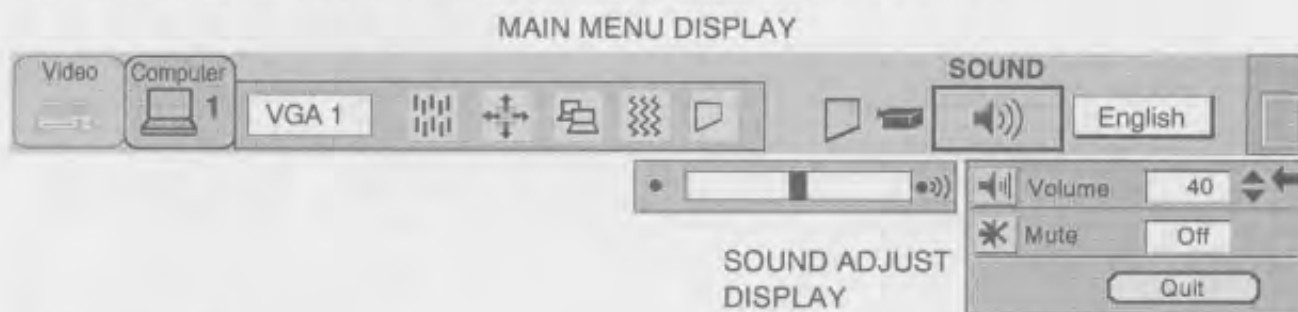 MAIN MENU DISPLAY
SOUND
Video
Computer
1
VGA 1
English
Volume 40
Mute Off
Quit
SOUND ADJUST
DISPLAY